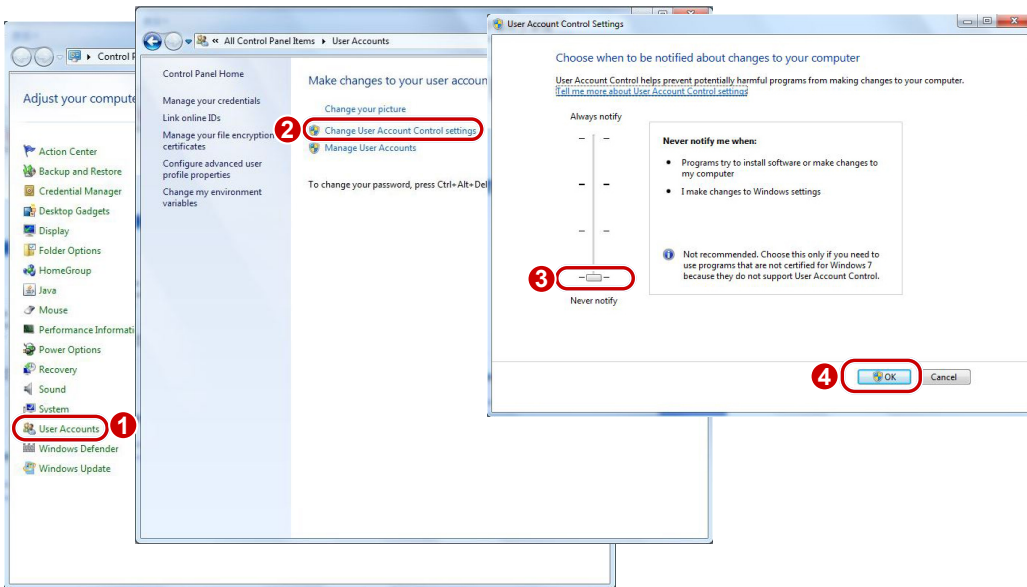 Control P
Adjust your compute
Action Center
Backup and Restore
Credential Manager
Desktop Gadgets
Display
Folder Options
HomeGroup
Java
Mouse
Performance Informati
Power Options
Recovery
Sound
System
User Accounts
1
Windows Defender
Windows Update
« All Control Panel Items ▸ User Accounts
Control Panel Home
Manage your credentials
Link online IDs
Manage your file encryption
certificates
Configure advanced user
profile properties
Change my environment
variables
Make changes to your user accoun
Change your picture
2
Change User Account Control settings
Manage User Accounts
To change your password, press Ctrl+Alt+Del
User Account Control Settings
Choose when to be notified about changes to your computer
User Account Control helps prevent potentially harmful programs from making changes to your computer.
Tell me more about User Account Control settings
Always notify
3
Never notify
Never notify me when:
• Programs try to install software or make changes to
my computer
• I make changes to Windows settings
Not recommended. Choose this only if you need to
use programs that are not certified for Windows 7
because they do not support User Account Control.
4
OK
Cancel